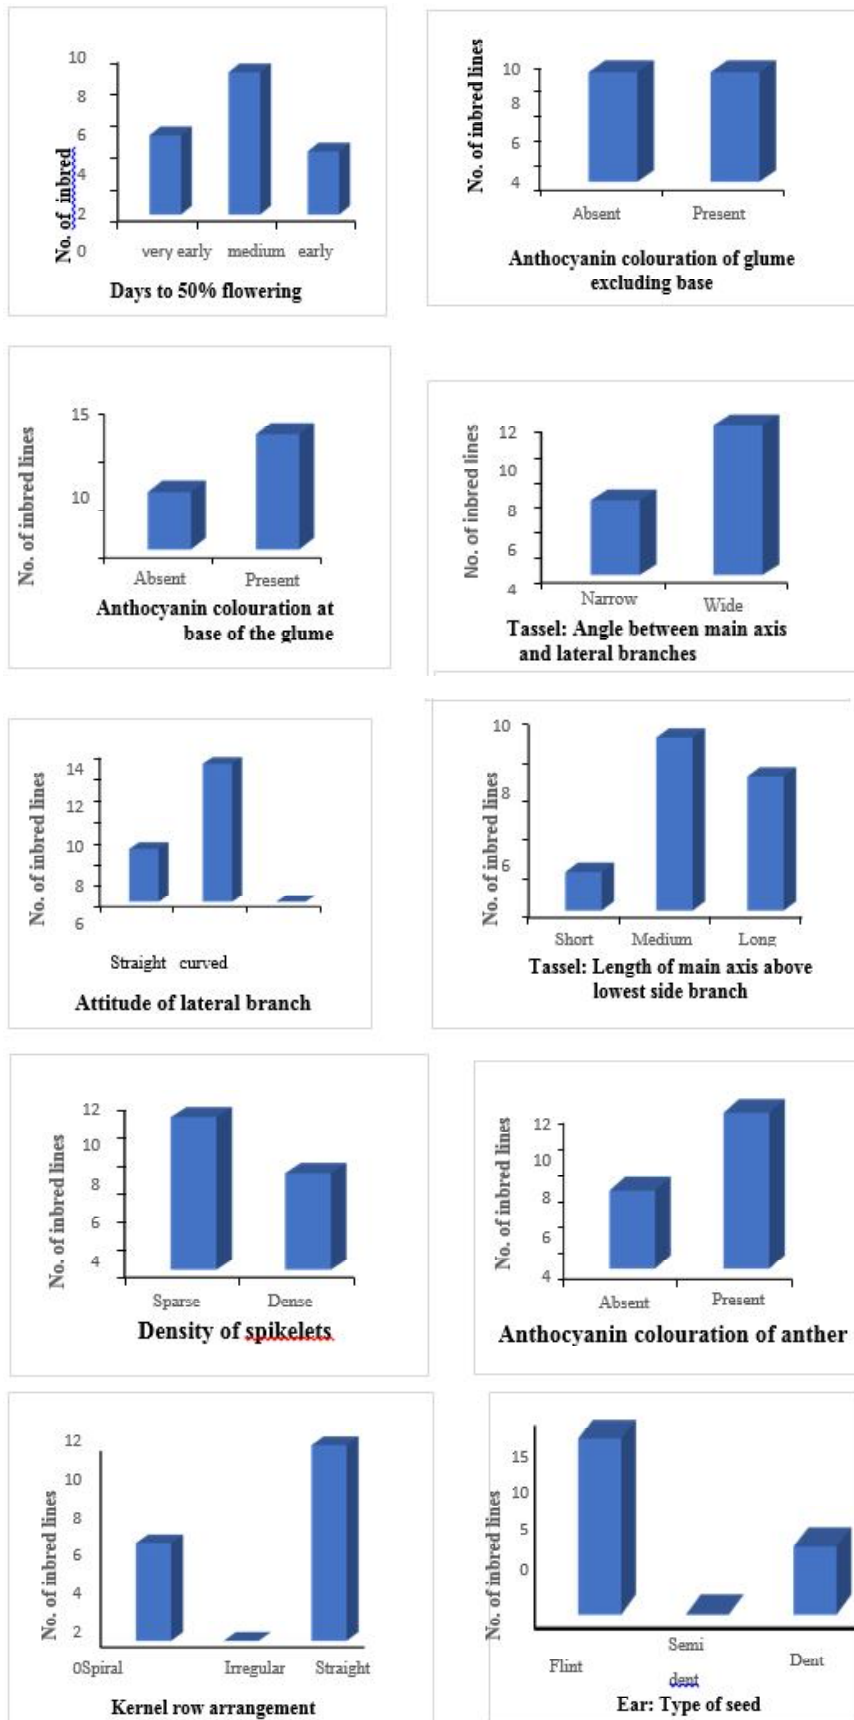 10
8
6
4
2
0
No. of inbred
very early medium early
Days to 50% flowering
10
8
6
4
No. of inbred lines
Absent Present
Anthocyanin colouration of glume
excluding base
15
10
No. of inbred lines
Absent Present
Anthocyanin colouration at
base of the glume
12
10
8
6
4
No. of inbred lines
Narrow Wide
Tassel: Angle between main axis
and lateral branches
14
12
10
8
6
No. of inbred lines
Straight curved
Attitude of lateral branch
10
8
6
No. of inbred lines
Short Medium Long
Tassel: Length of main axis above
lowest side branch
12
10
8
6
4
No. of inbred lines
Sparse Dense
Density of spikelets
12
10
8
6
4
No. of inbred lines
Absent Present
Anthocyanin colouration of anther
12
10
8
6
4
2
No. of inbred lines
0Spiral Irregular Straight
Kernel row arrangement
15
10
5
0
No. of inbred lines
Flint Semi Dent
dent
Ear: Type of seed